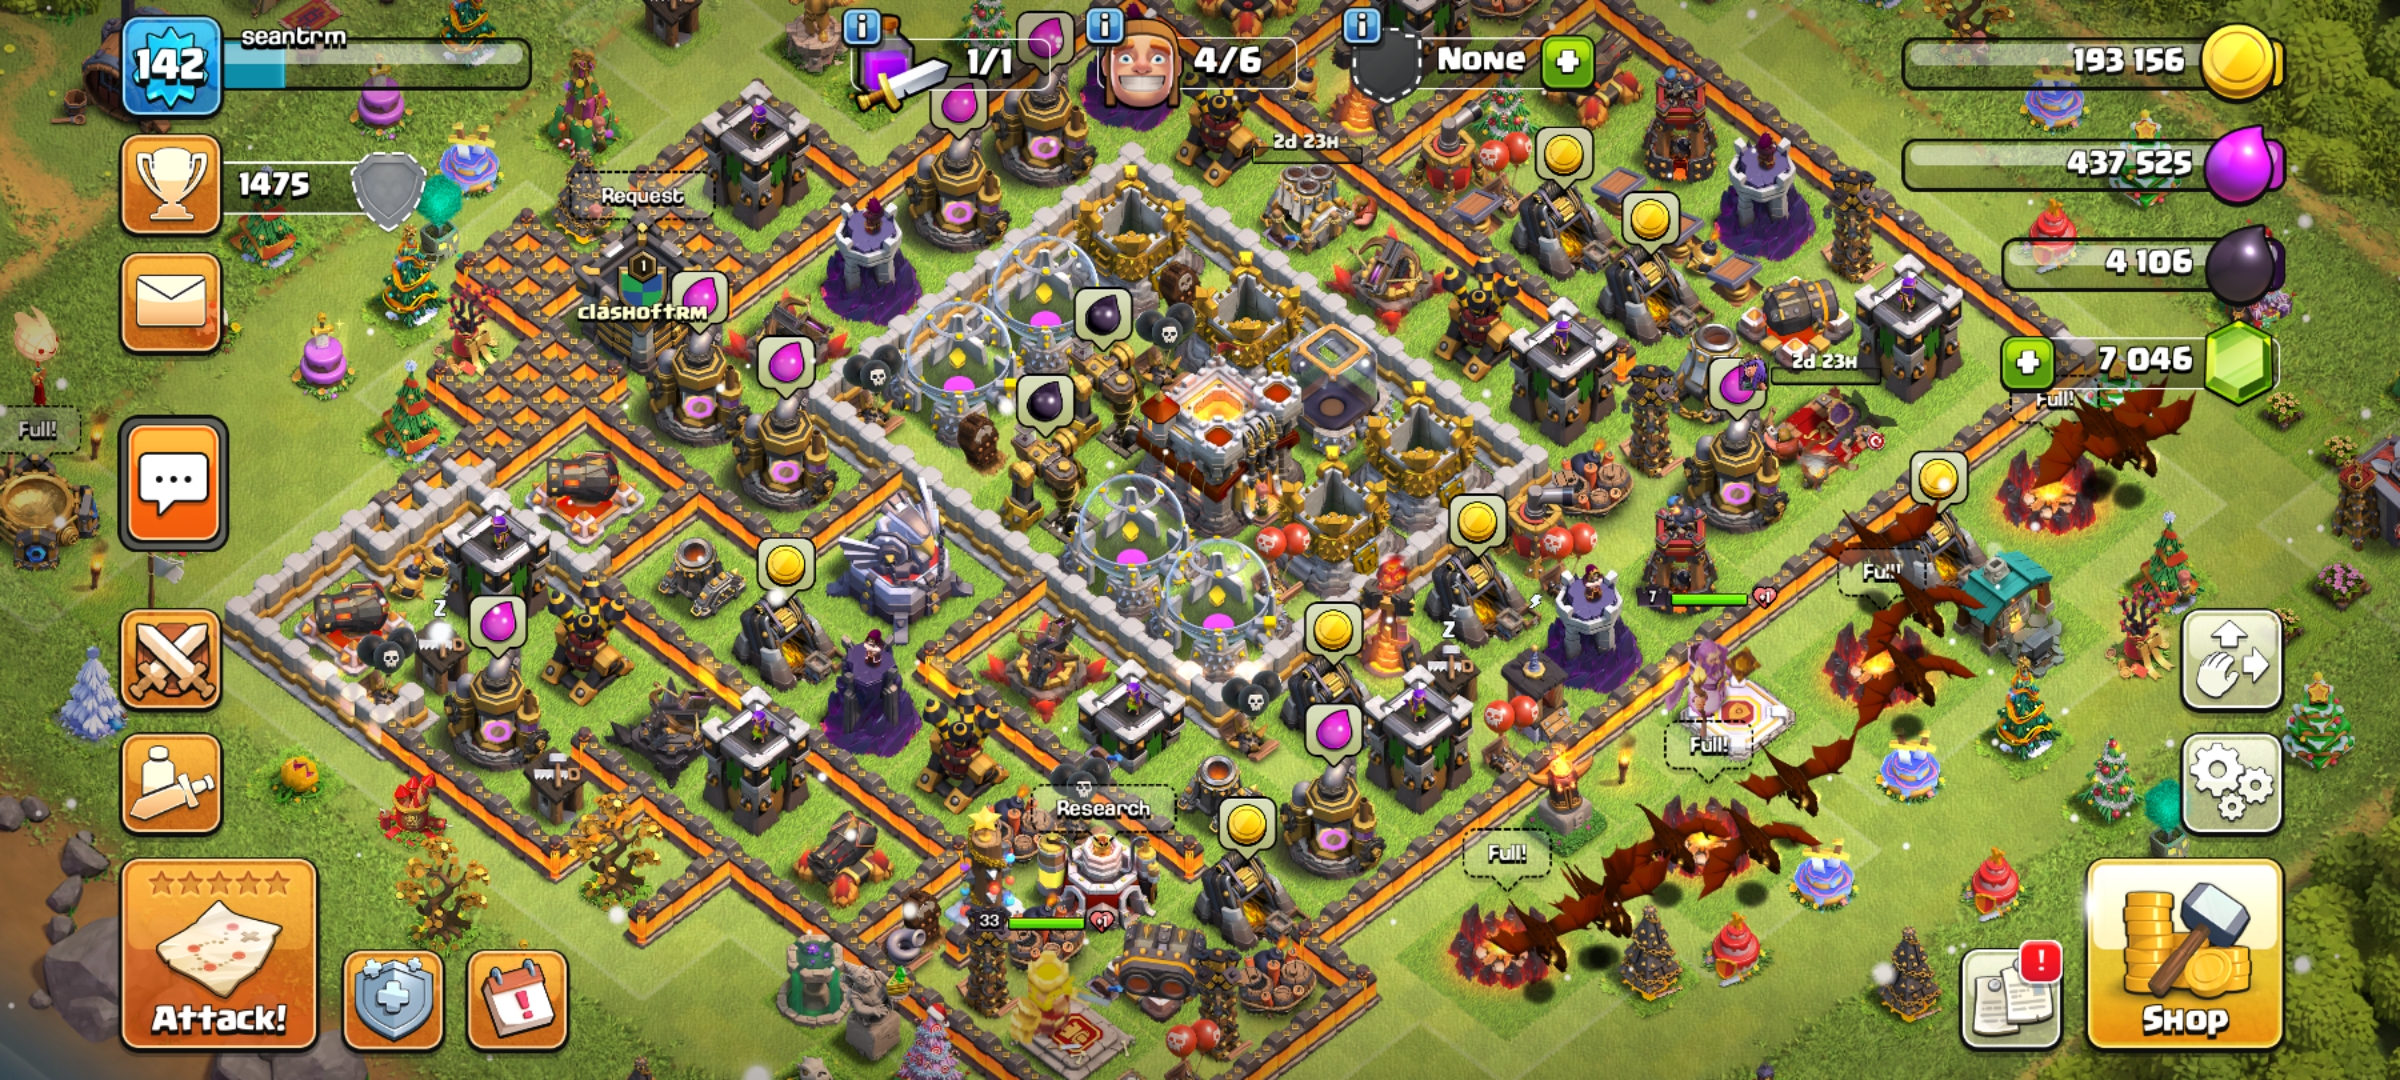 142
seantrm
1/1
4/6
None
193 156
2d 23H
1475
437 525
Request
4 106
1
clashoftRM
7 046
2d 23H
Full!
Full!
Full!
Z
7
Z
Full!
Research
Full!
33
Attack!
Shop